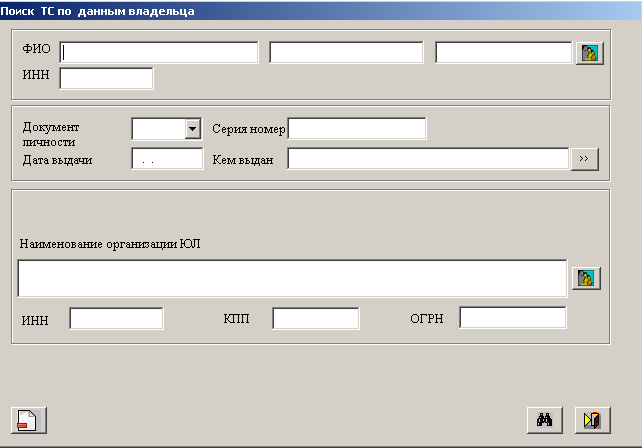 Поиск ТС по данным владельца
ФИО
ИНН
Документ личности
Серия номер
Дата выдачи
. .
Кем выдан
>>
Наименование организации ЮЛ
ИНН
КПП
ОГРН